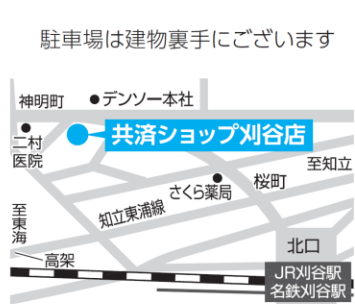 駐車場は建物裏手にございます
神明町
デンソー本社
二村
医院
共済ショップ刈谷店
至知立
さくら薬局
桜町
知立東浦線
至東海
高架
北口
JR刈谷駅
名鉄刈谷駅